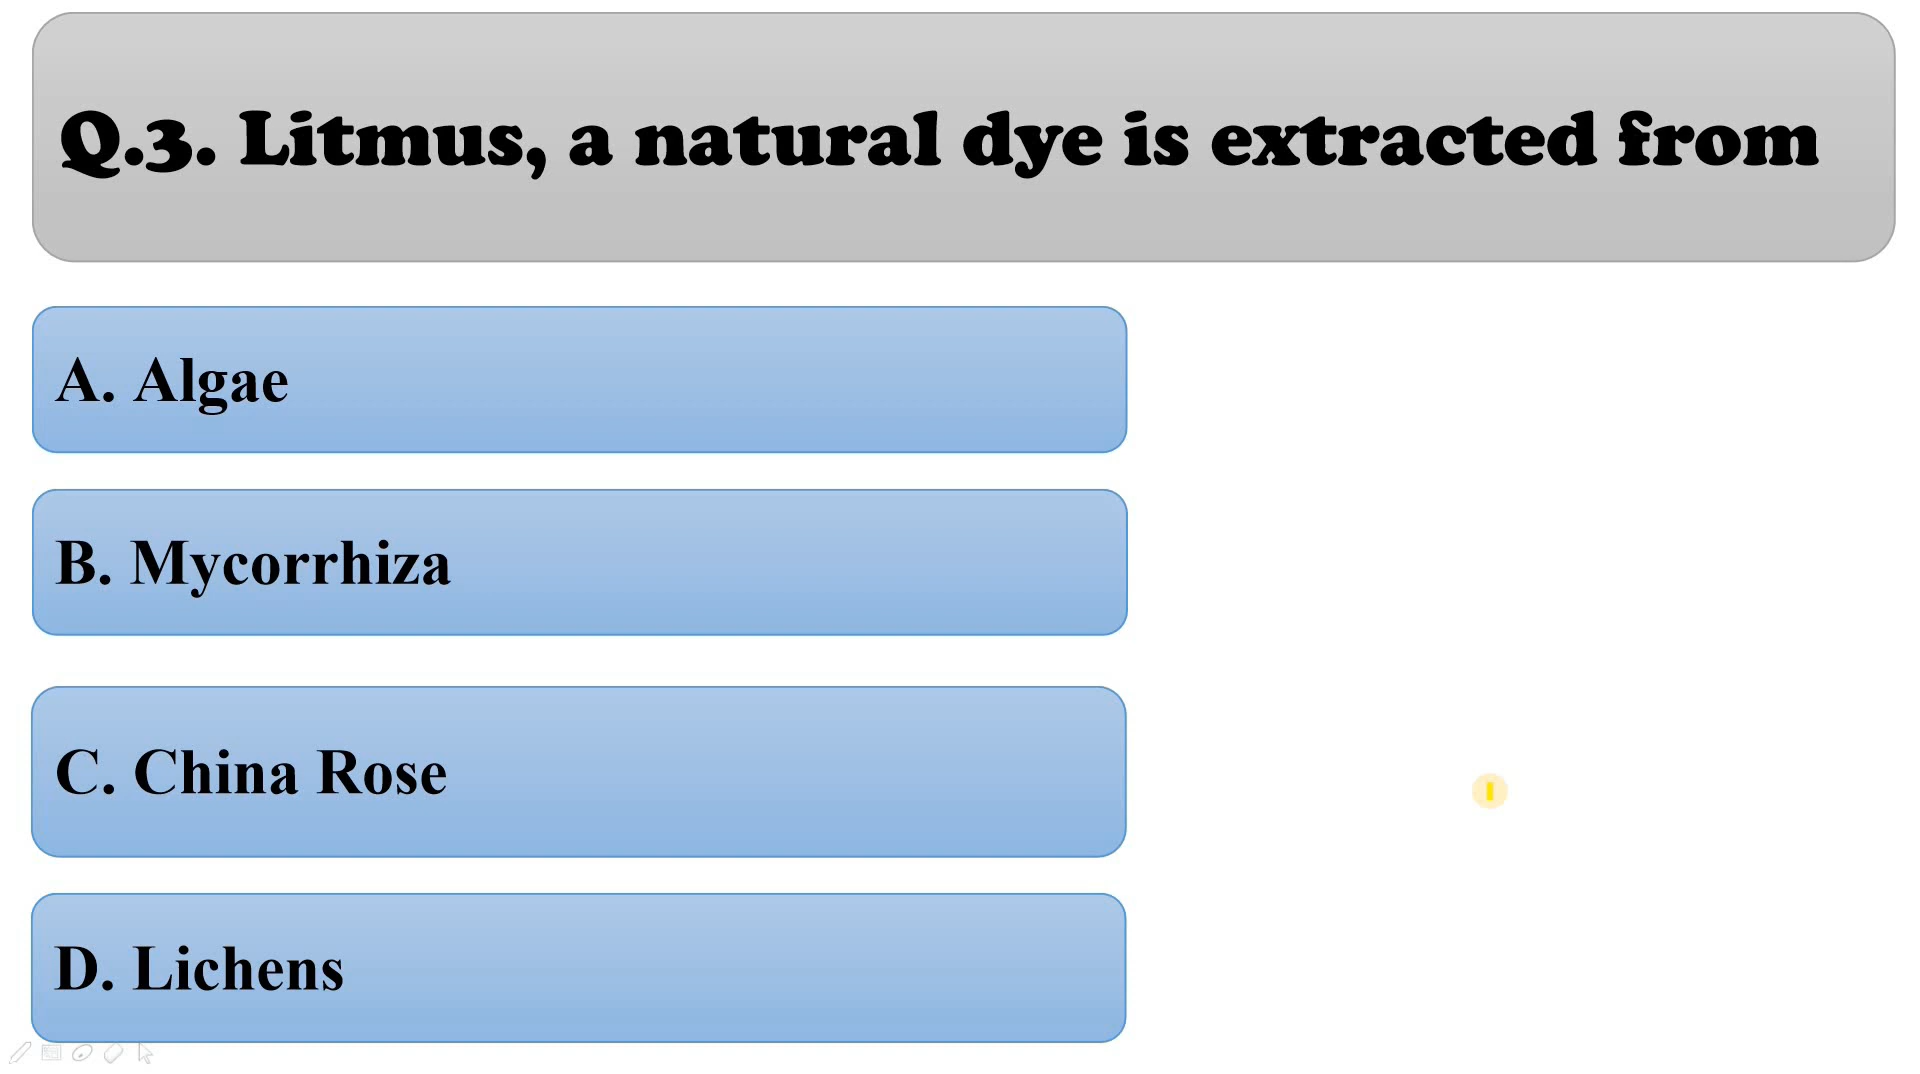 Q.3. Litmus, a natural dye is extracted from
A. Algae
B. Mycorrhiza
C. China Rose
D. Lichens